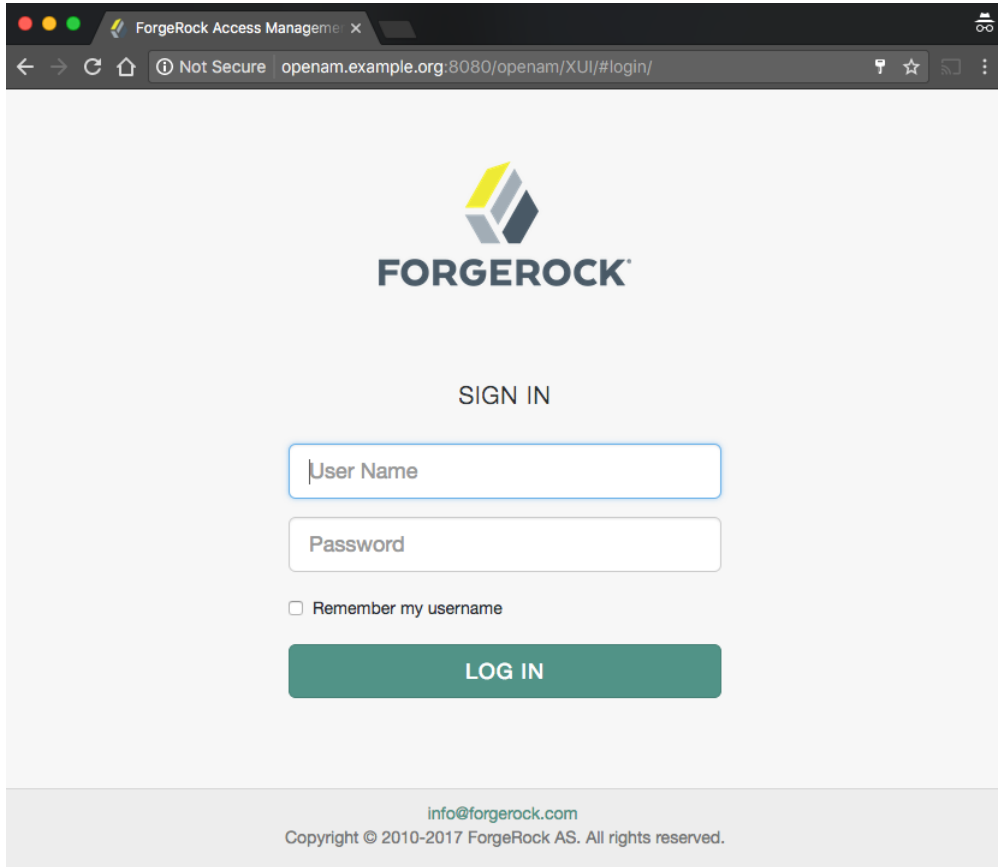 ForgeRock Access Manageme
Not Secure openam.example.org:8080/openam/XUI/#login/
FORGEROCK
SIGN IN
User Name
Password
Remember my username
LOG IN
info@forgerock.com
Copyright © 2010-2017 ForgeRock AS. All rights reserved.